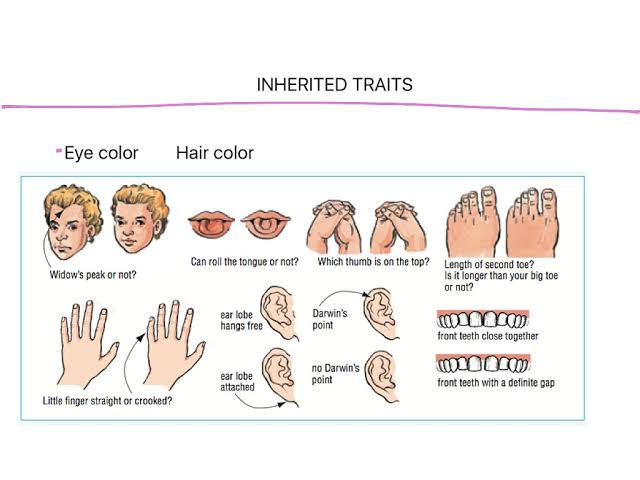 INHERITED TRAITS
Eye color Hair color
Widow's peak or not?
Can roll the tongue or not?
Which thumb is on the top?
Length of second toe?
Is it longer than your big toe
or not?
Little finger straight or crooked?
ear lobe
hangs free
ear lobe
attached
Darwin's
point
no Darwin's
point
front teeth close together
front teeth with a definite gap